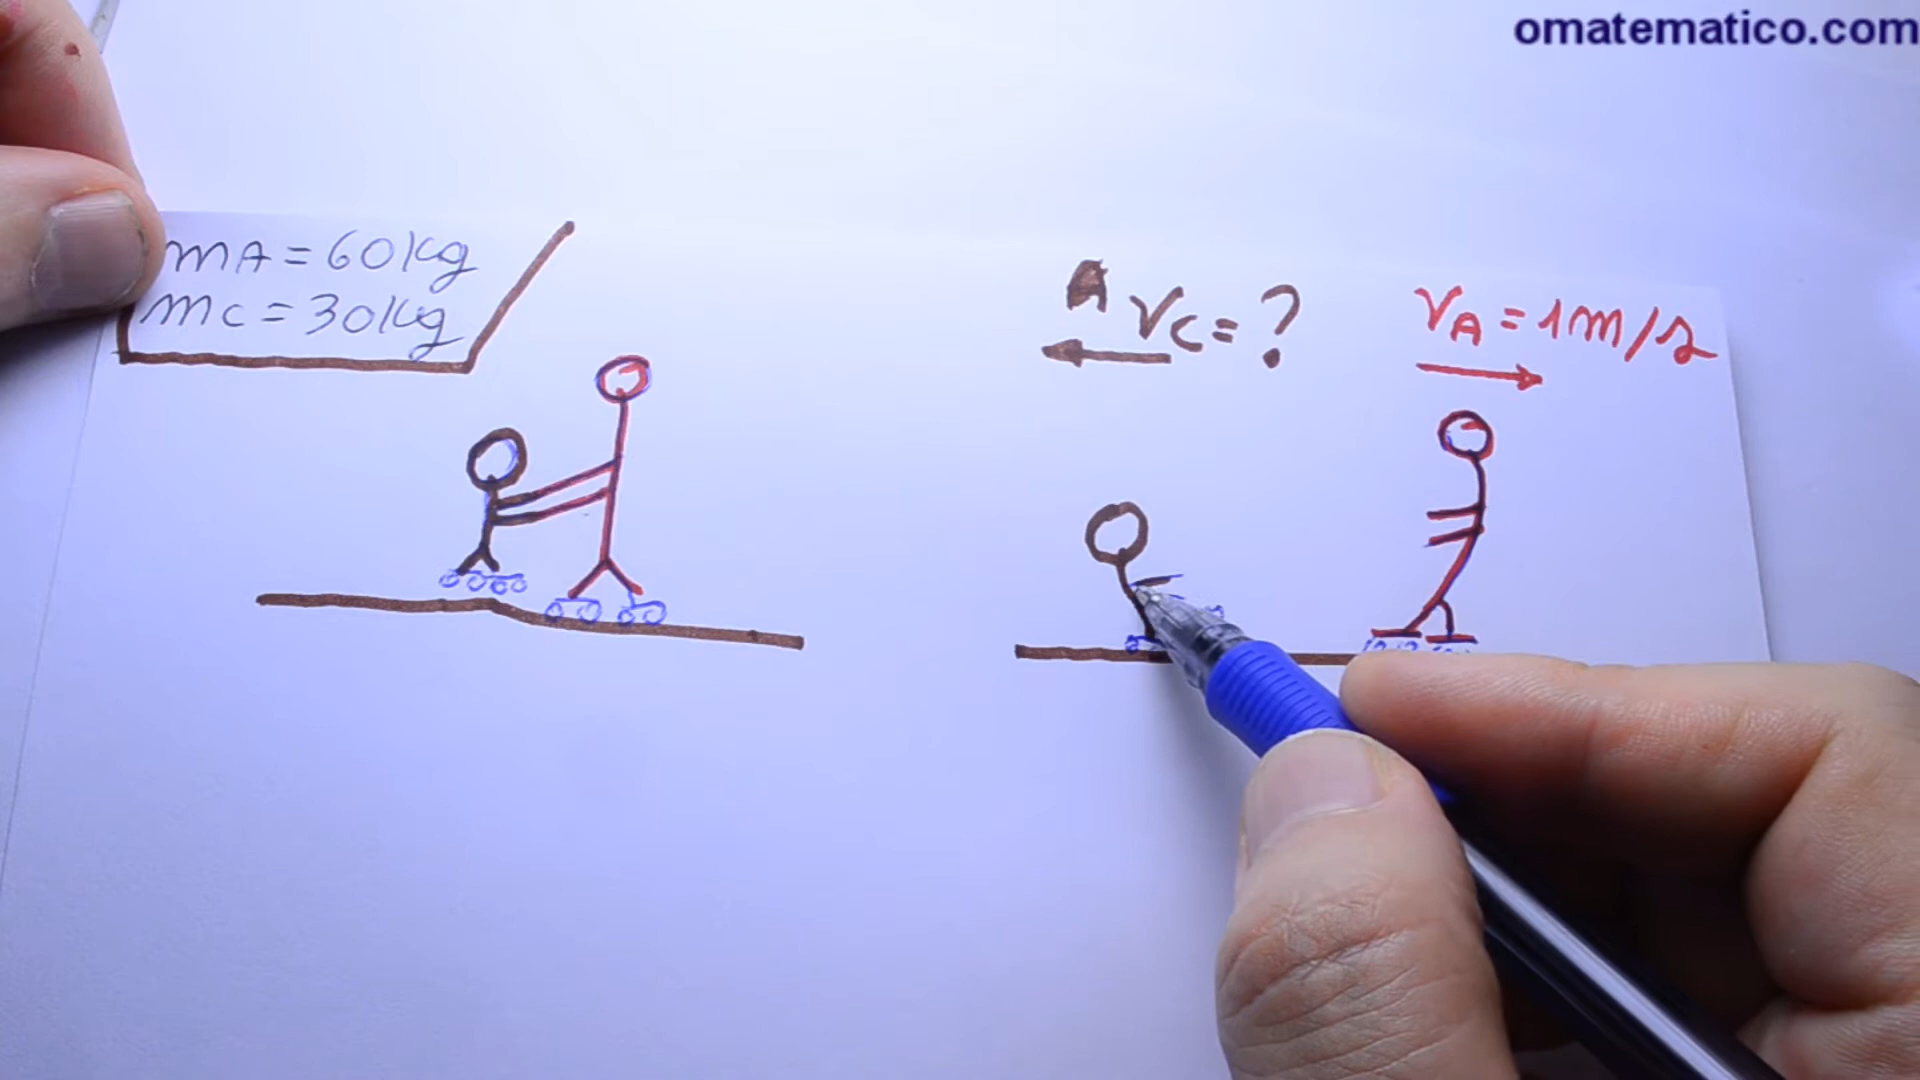 omatematico.com
mA = 60kg
mc = 30kg
A
Vc = ?
VA = 1m/s